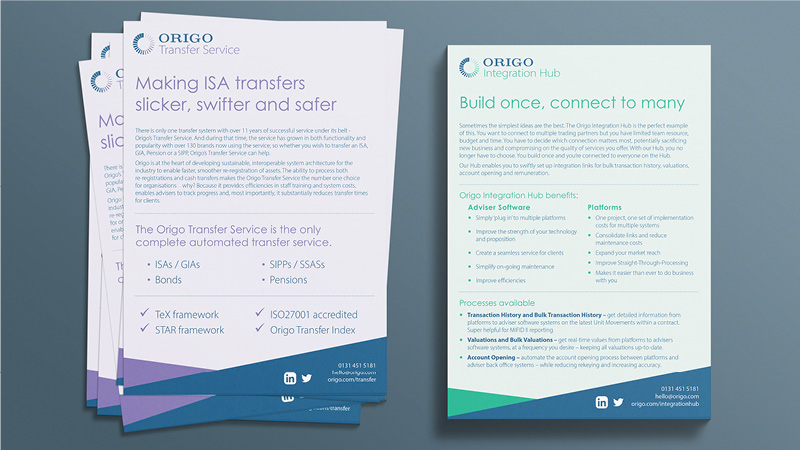 ORIGO
Transfer Service
Making ISA transfers
slicker, swifter and safer
There is only one transfer system with over 11 years of successful service under its belt -
Origo's Transfer Service. And during that time, the service has grown in both functionality and
popularity with over 130 brands now using the service, so whether you wish to transfer an ISA,
GIA, Pension or a SIPP, Origo's Transfer Service can help.
Origo is at the heart of developing sustainable, interoperable system architecture for the
industry to enable faster, smoother re-registration of assets. The ability to process both
re-registrations and cash transfers makes the Origo Transfer Service the number one choice
for organisations . why? Because it provides efficiencies in staff training and system costs,
enables advisers to track progress and, most importantly, it substantially reduces transfer times
for clients.
The Origo Transfer Service is the only
complete automated transfer service.
• ISAs / GIAs
• Bonds
• SIPPs / SSASs
• Pensions
✓ TeX framework
✓ STAR framework
✓ ISO27001 accredited
✓ Origo Transfer Index
0131 451 5181
hello@origo.com
origo.com/transfer
ORIGO
Integration Hub
Build once, connect to many
Sometimes the simplest ideas are the best. The Origo Integration Hub is the perfect example
of this. You want to connect to multiple trading partners but you have limited team resource,
budget and time. You have to decide which connection matters most, potentially sacrificing
new business and compromising on the quality of services you offer. With our Hub, you no
longer have to choose. You build once and you're connected to everyone on the Hub.
Our Hub enables you to swiftly set up integration links for bulk transaction history, valuations,
account opening and remuneration.
Origo Integration Hub benefits:
Adviser Software
• Simply 'plug in' to multiple platforms
• Improve the strength of your technology
and proposition
• Create a seamless service for clients
• Simplify on-going maintenance
• Improve efficiencies
Platforms
• One project, one set of implementation
costs for multiple systems
• Consolidate links and reduce
maintenance costs
• Expand your market reach
• Improve Straight-Through-Processing
• Makes it easier than ever to do business
with you
Processes available
• Transaction History and Bulk Transaction History – get detailed information from
platforms to adviser software systems on the latest Unit Movements within a contract.
Super helpful for MIFID II reporting
• Valuations and Bulk Valuations – get real-time values from platforms to advisers
software systems, at a frequency you desire – keeping all valuations up-to-date.
• Account Opening – automate the account opening process between platforms and
adviser back office systems – while reducing rekeying and increasing accuracy.
0131 451 5181
hello@origo.com
origo.com/integrationhub